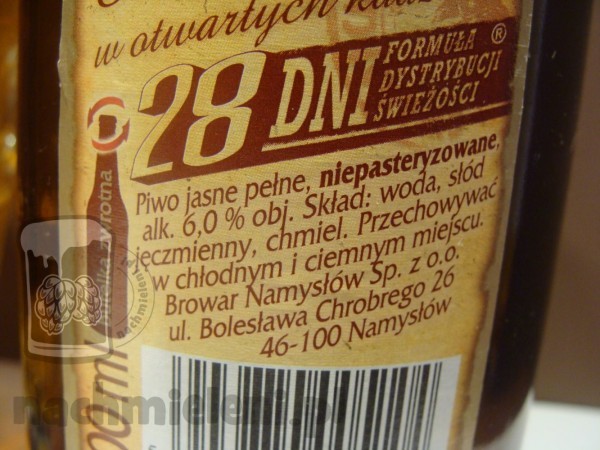 w otwartych
28 DNI FORMUŁA ®
DYSTRYBUCJI
ŚWIEŻOŚCI
Piwo jasne pełne, niepasteryzowane,
alk. 6,0 % obj. Skład: woda, słód
jęczmienny, chmiel. Przechowywać
w chłodnym i ciemnym miejscu.
Browar Namysłów Sp. z o.o.
ul. Bolesława Chrobrego 26
46-100 Namysłów
zwrotna
nachmieleni.pl